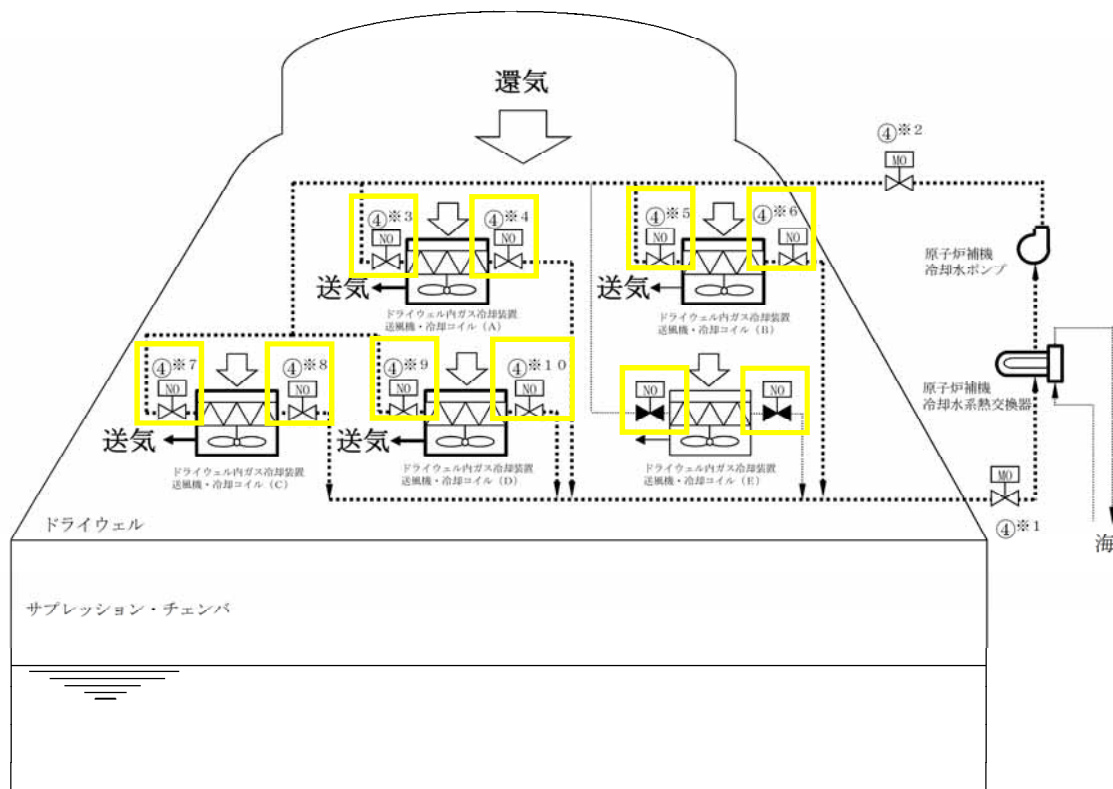 還気
④※2
MO
④※3
NO
④※4
NO
④※5
NO
④※6
NO
原子炉補機
冷却水ポンプ
送気
送気
ドライウェル内ガス冷却装置
送風機・冷却コイル(A)
ドライウェル内ガス冷却装置
送風機・冷却コイル(B)
④※7
NO
④※8
NO
④※9
NO
④※10
NO
NO
NO
原子炉補機
冷却水系熱交換器
送気
送気
ドライウェル内ガス冷却装置
送風機・冷却コイル(C)
ドライウェル内ガス冷却装置
送風機・冷却コイル(D)
ドライウェル内ガス冷却装置
送風機・冷却コイル(E)
MO
④※1
海
ドライウェル
サプレッション・チェンバ